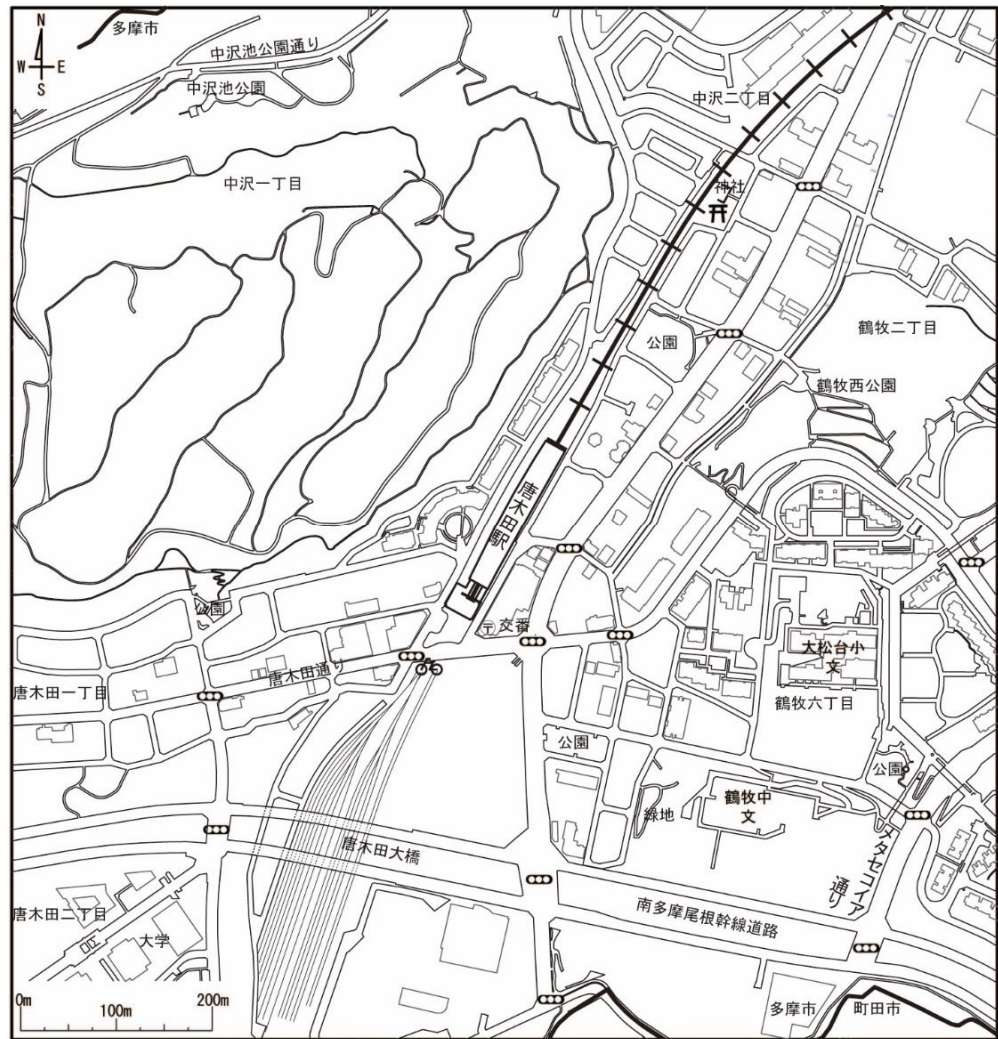 N
W E
S
多摩市
中沢池公園通り
中沢池公園
中沢二丁目
中沢一丁目
神社
公園
鶴牧二丁目
鶴牧西公園
唐木田駅
公園
〒
交番
大松台小
文
唐木田通り
唐木田一丁目
鶴牧六丁目
公園
公園
緑地
鶴牧中
文
唐木田大橋
メタセコイア
通り
唐木田二丁目
大学
南多摩尾根幹線道路
0m
100m
200m
多摩市
町田市